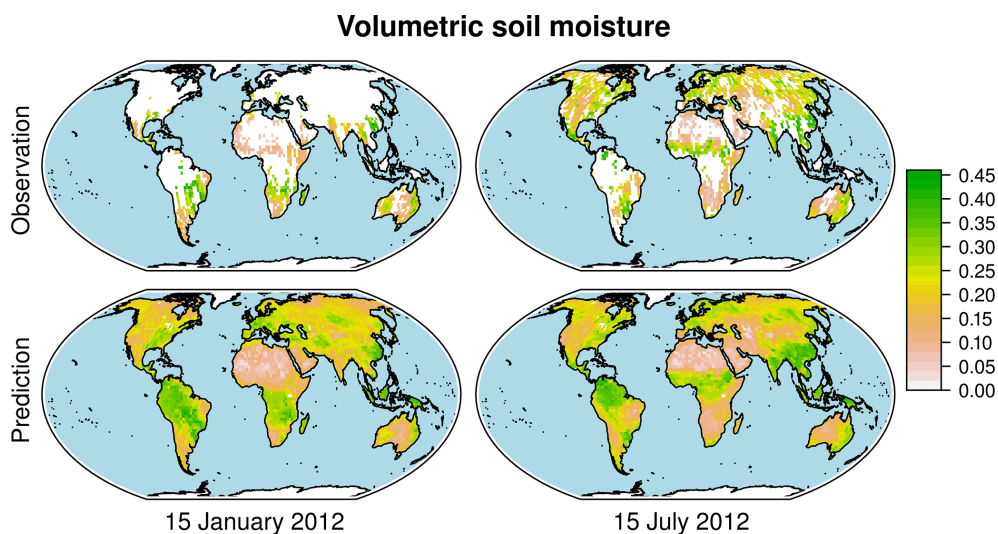 Volumetric soil moisture
Observation
Prediction
0.45
0.40
0.35
0.30
0.25
0.20
0.15
0.10
0.05
0.00
15 January 2012
15 July 2012